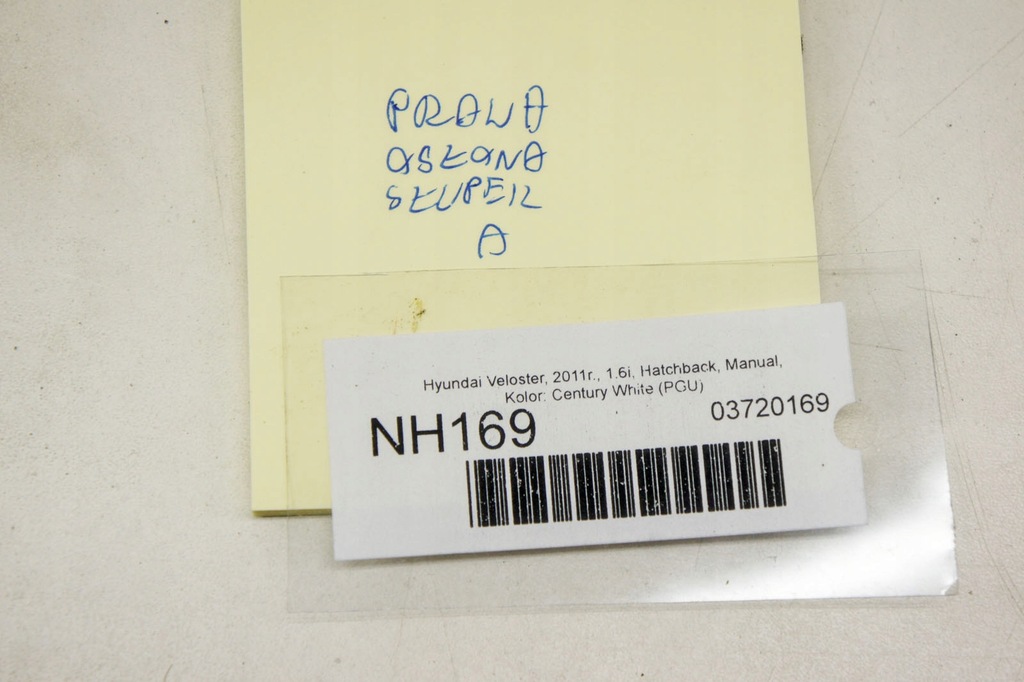 PRAWA
OSŁONA
SŁUPEK
A
Hyundai Veloster, 2011r., 1.6i, Hatchback, Manual,
Kolor: Century White (PGU)
NH169
03720169